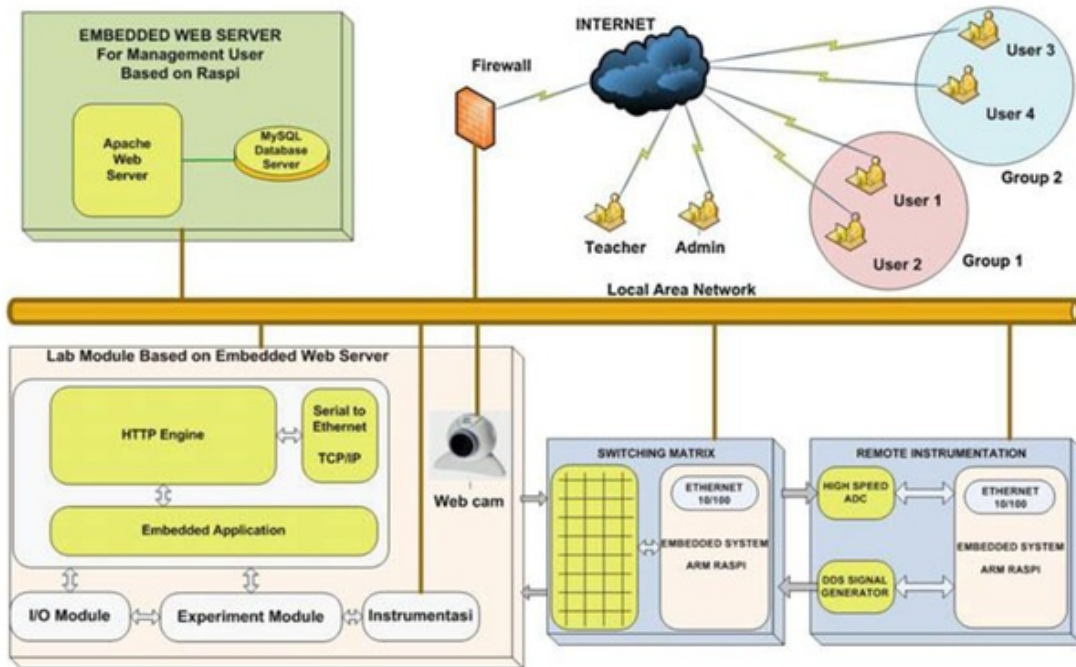 EMBEDDED WEB SERVER
For Management User
Based on Raspi
Apache
Web
Server
MySQL
Database
Server
INTERNET
Firewall
User 3
User 4
Group 2
User 1
User 2
Group 1
Teacher
Admin
Local Area Network
Lab Module Based on Embedded Web Server
HTTP Engine
Serial to
Ethernet
TCP/IP
Embedded Application
I/O Module
Experiment Module
Instrumentasi
Web cam
SWITCHING MATRIX
ETHERNET
10/100
EMBEDDED SYSTEM
ARM RASPI
REMOTE INSTRUMENTATION
HIGH SPEED
ADC
DDS SIGNAL
GENERATOR
ETHERNET
10/100
EMBEDDED SYSTEM
ARM RASPI